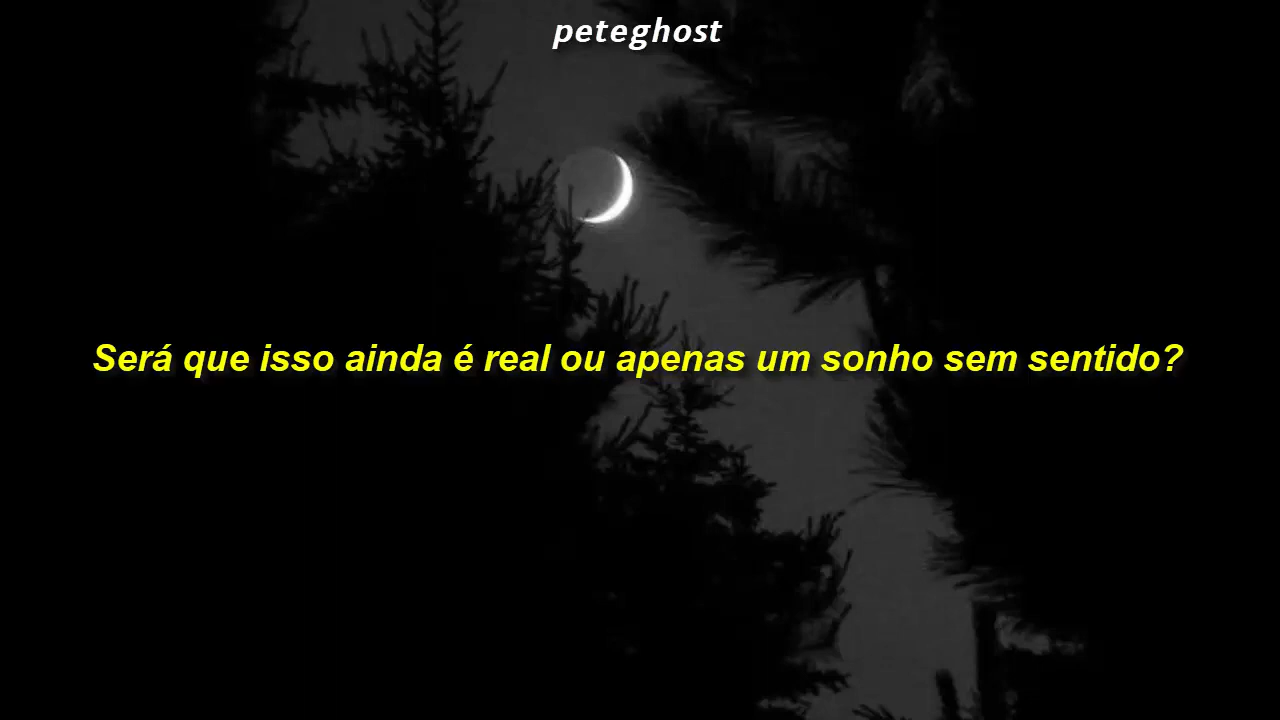 peteghost
Será que isso ainda é real ou apenas um sonho sem sentido?